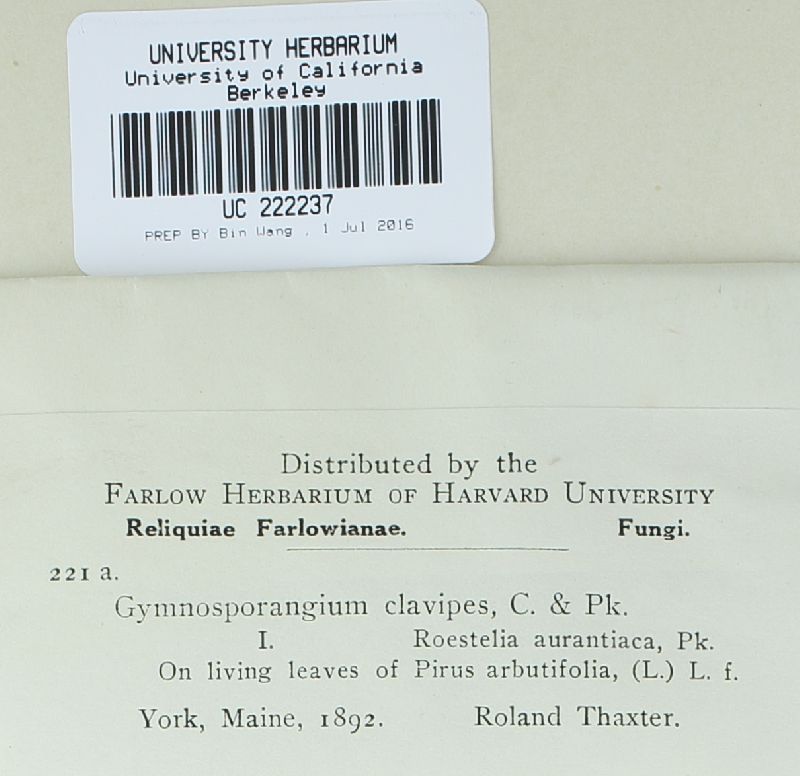 UNIVERSITY HERBARIUM
University of California
Berkeley
UC 222237
PREP BY Bin Wang , 1 Jul 2016
Distributed by the
FARLOW HERBARIUM OF HARVARD UNIVERSITY
Reliquiae Farlowianae. Fungi.
221 a.
Gymnosporangium clavipes, C. & Pk.
I. Roestelia aurantiaca, Pk.
On living leaves of Pirus arbutifolia, (L.) L. f.
York, Maine, 1892. Roland Thaxter.